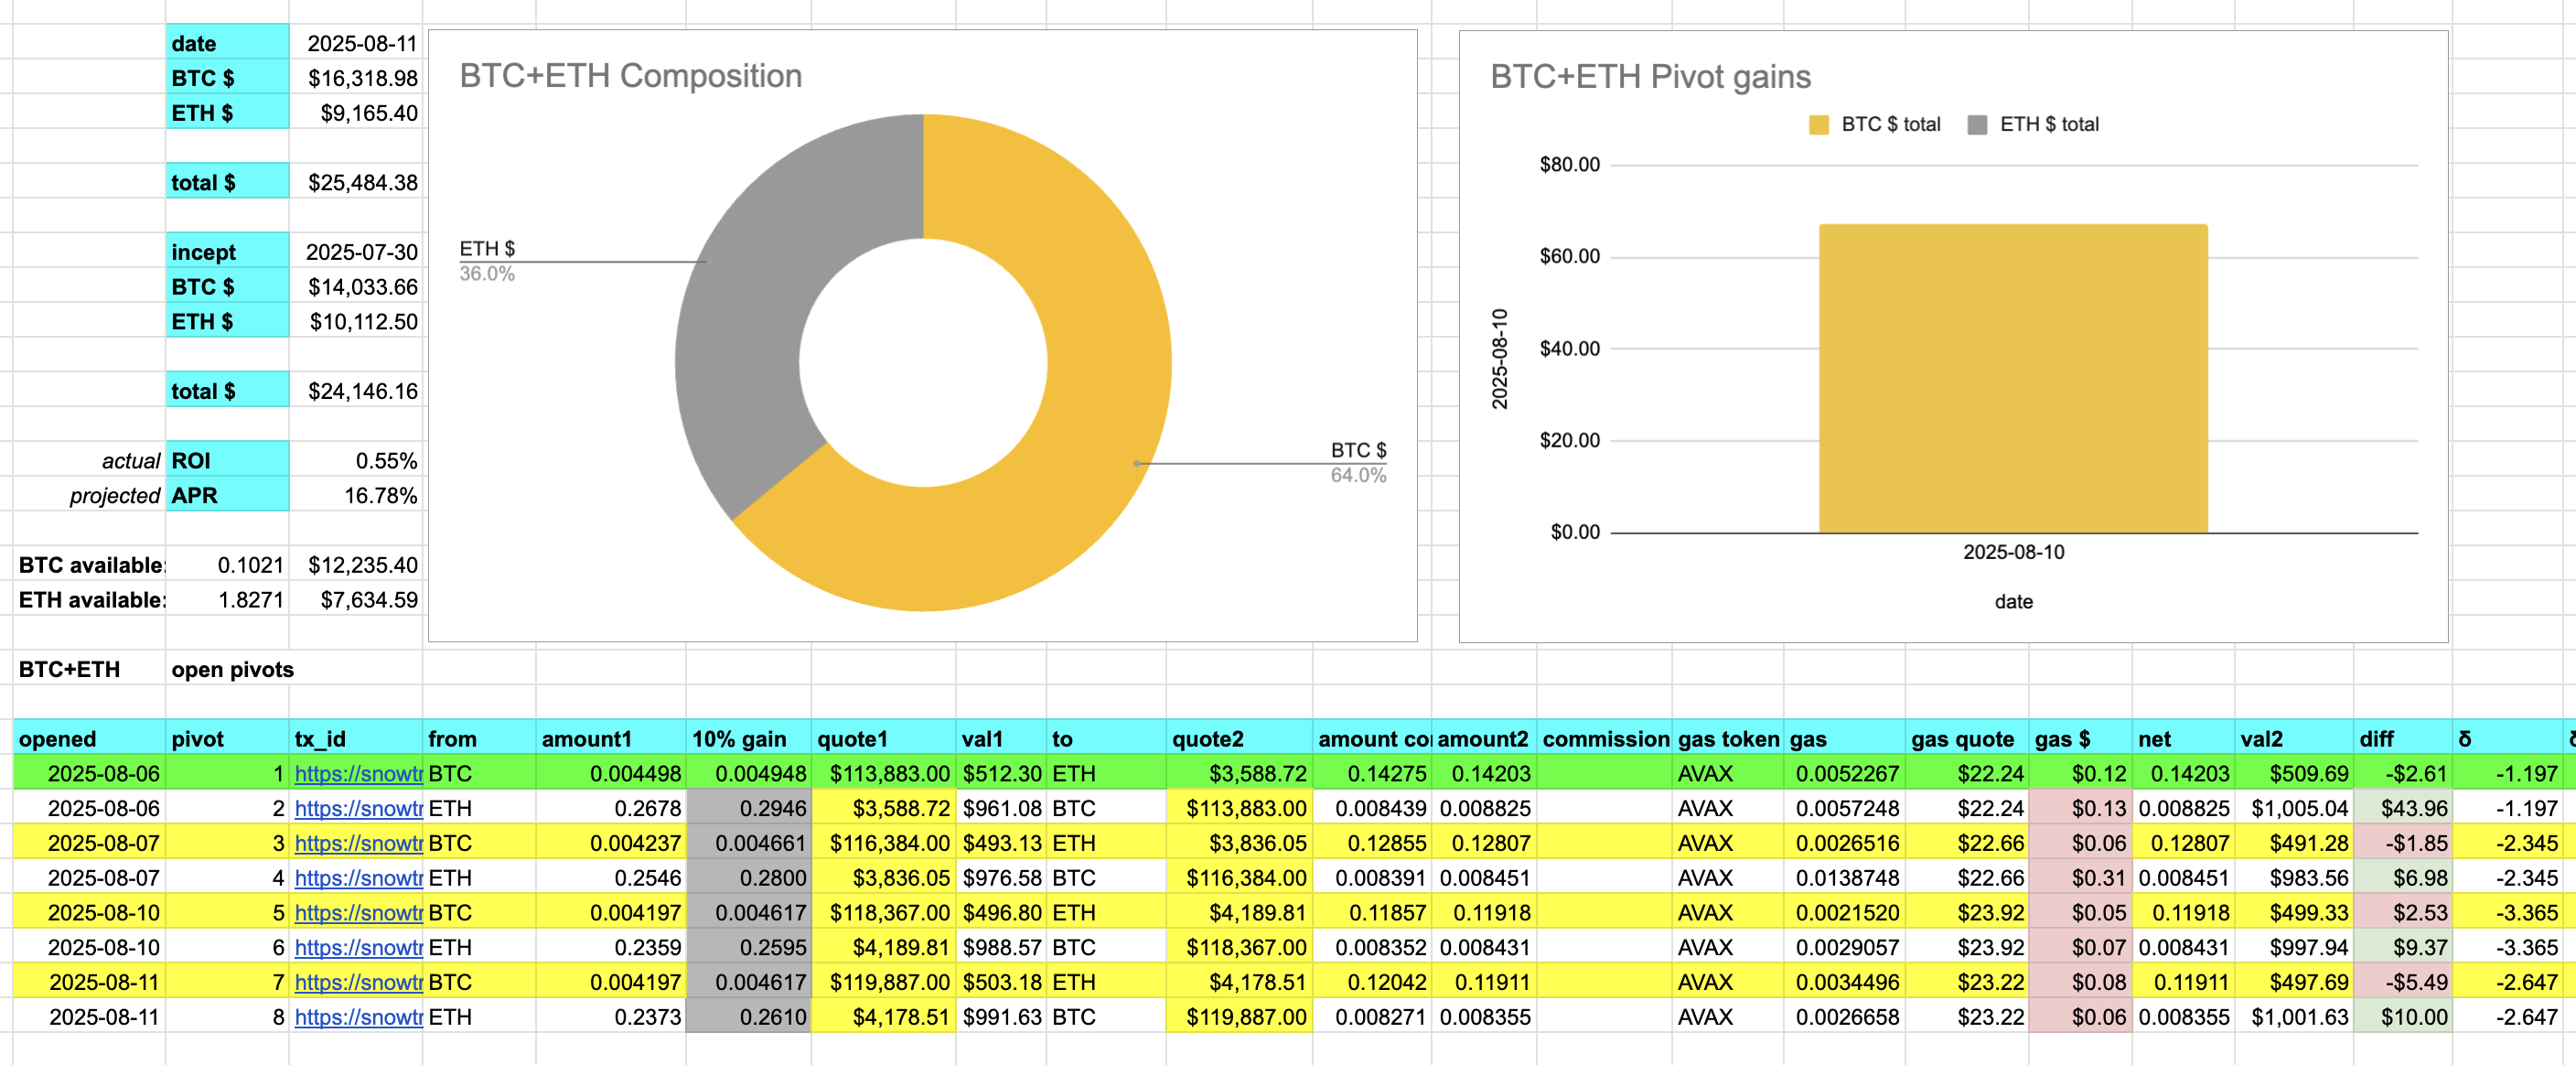 date 2025-08-11
BTC $ $16,318.98
ETH $ $9,165.40
total $ $25,484.38
incept 2025-07-30
BTC $ $14,033.66
ETH $ $10,112.50
total $ $24,146.16
actual ROI 0.55%
projected APR 16.78%
BTC available: 0.1021 $12,235.40
ETH available: 1.8271 $7,634.59
BTC+ETH Composition
ETH $
36.0%
BTC $
64.0%
BTC+ETH Pivot gains
BTC $ total ETH $ total
2025-08-10
$80.00
$60.00
$40.00
$20.00
$0.00
2025-08-10
date
BTC+ETH open pivots
opened pivot tx_id from amount1 10% gain quote1 val1 to quote2 amount co amount2 commission gas token gas gas quote gas $ net val2 diff δ
2025-08-06 1 https://snowtr BTC 0.004498 0.004948 $113,883.00 $512.30 ETH $3,588.72 0.14275 0.14203 AVAX 0.0052267 $22.24 $0.12 0.14203 $509.69 -$2.61 -1.197
2025-08-06 2 https://snowtr ETH 0.2678 0.2946 $3,588.72 $961.08 BTC $113,883.00 0.008439 0.008825 AVAX 0.0057248 $22.24 $0.13 0.008825 $1,005.04 $43.96 -1.197
2025-08-07 3 https://snowtr BTC 0.004237 0.004661 $116,384.00 $493.13 ETH $3,836.05 0.12855 0.12807 AVAX 0.0026516 $22.66 $0.06 0.12807 $491.28 -$1.85 -2.345
2025-08-07 4 https://snowtr ETH 0.2546 0.2800 $3,836.05 $976.58 BTC $116,384.00 0.008391 0.008451 AVAX 0.0138748 $22.66 $0.31 0.008451 $983.56 $6.98 -2.345
2025-08-10 5 https://snowtr BTC 0.004197 0.004617 $118,367.00 $496.80 ETH $4,189.81 0.11857 0.11918 AVAX 0.0021520 $23.92 $0.05 0.11918 $499.33 $2.53 -3.365
2025-08-10 6 https://snowtr ETH 0.2359 0.2595 $4,189.81 $988.57 BTC $118,367.00 0.008352 0.008431 AVAX 0.0029057 $23.92 $0.07 0.008431 $997.94 $9.37 -3.365
2025-08-11 7 https://snowtr BTC 0.004197 0.004617 $119,887.00 $503.18 ETH $4,178.51 0.12042 0.11911 AVAX 0.0034496 $23.22 $0.08 0.11911 $497.69 -$5.49 -2.647
2025-08-11 8 https://snowtr ETH 0.2373 0.2610 $4,178.51 $991.63 BTC $119,887.00 0.008271 0.008355 AVAX 0.0026658 $23.22 $0.06 0.008355 $1,001.63 $10.00 -2.647